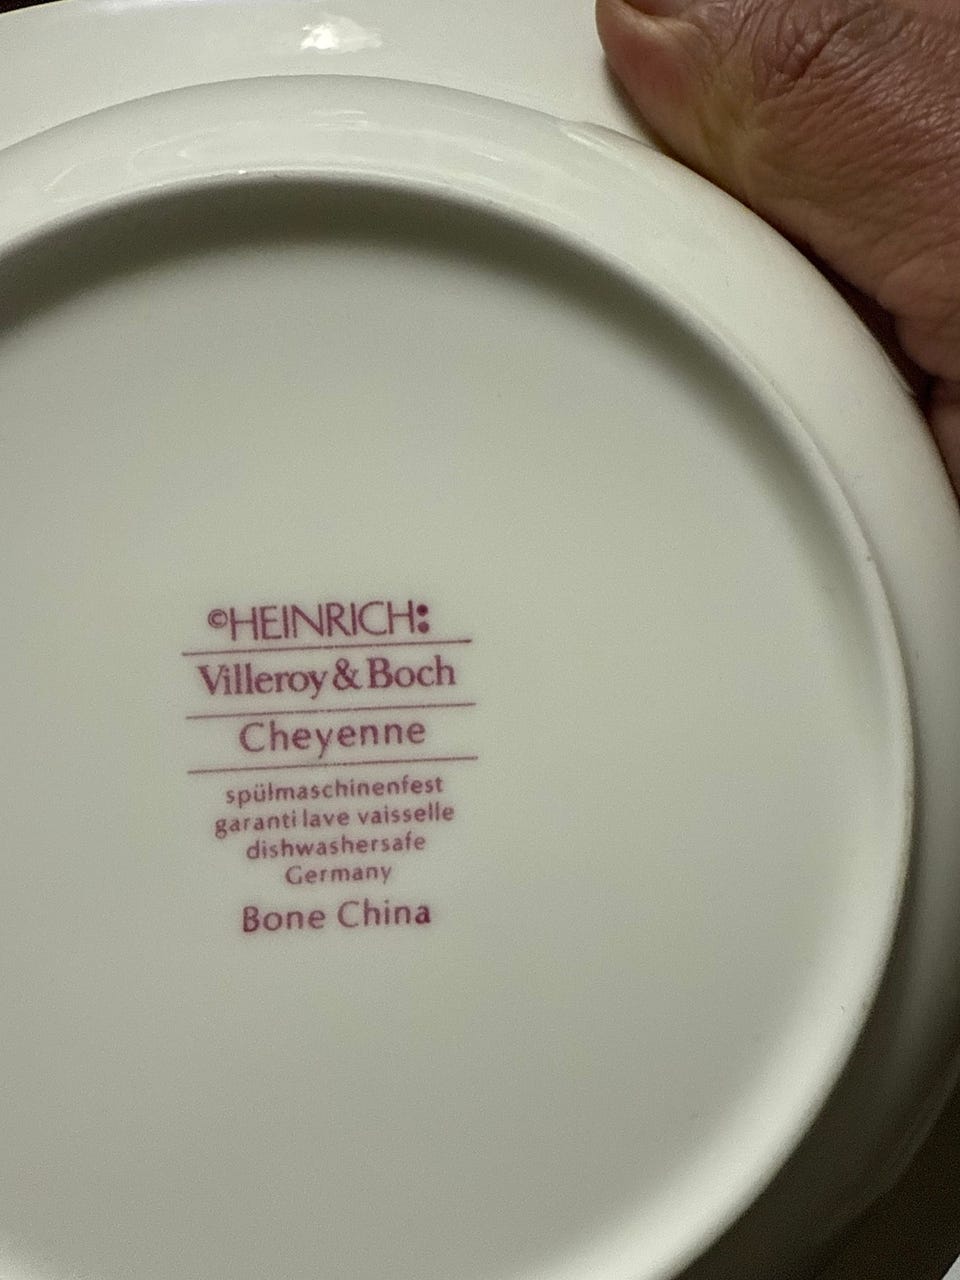 ©HEINRICH:
Villeroy & Boch
Cheyenne
spülmaschinenfest
garanti lave vaisselle
dishwashersafe
Germany
Bone China